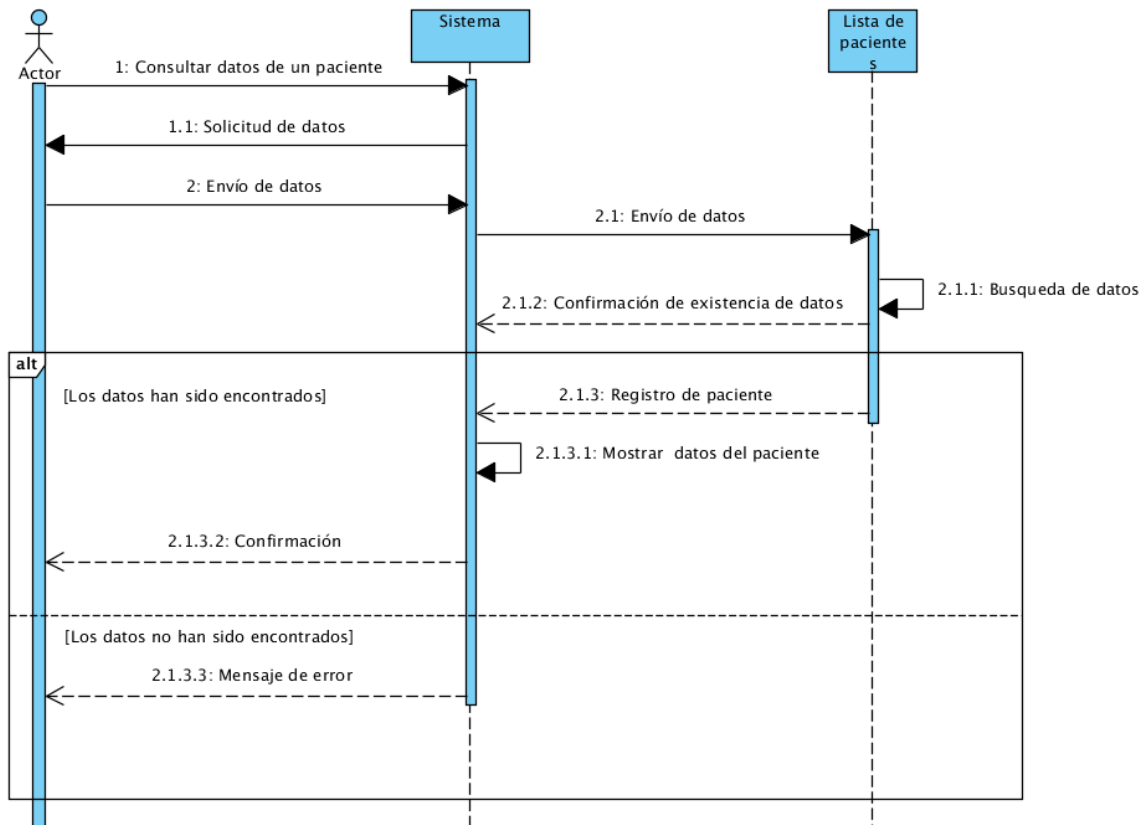 Sistema
Lista de
paciente
s
Actor
1: Consultar datos de un paciente
1.1: Solicitud de datos
2: Envío de datos
2.1: Envío de datos
2.1.1: Busqueda de datos
2.1.2: Confirmación de existencia de datos
alt
[Los datos han sido encontrados]
2.1.3: Registro de paciente
2.1.3.1: Mostrar datos del paciente
2.1.3.2: Confirmación
[Los datos no han sido encontrados]
2.1.3.3: Mensaje de error